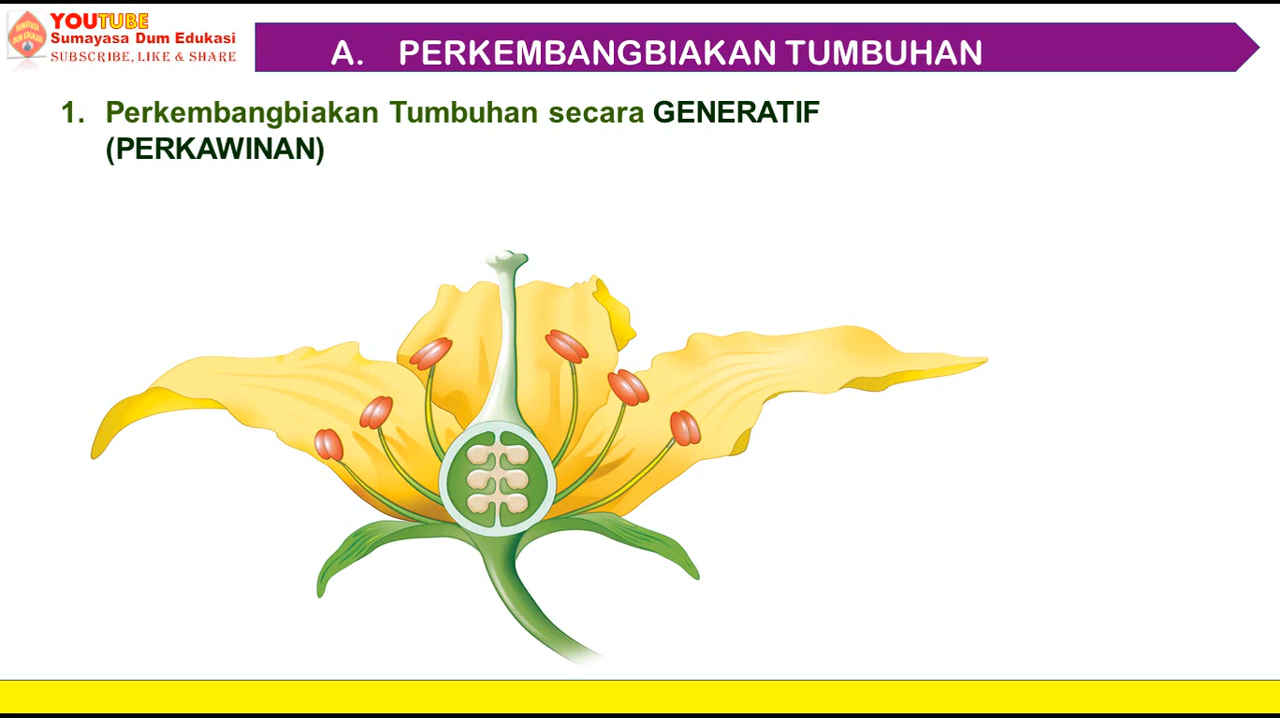 YOUTUBE
Sumayasa Dum Edukasi
SUBSCRIBE, LIKE & SHARE
A. PERKEMBANGBIAKAN TUMBUHAN
1. Perkembangbiakan Tumbuhan secara GENERATIF
(PERKAWINAN)